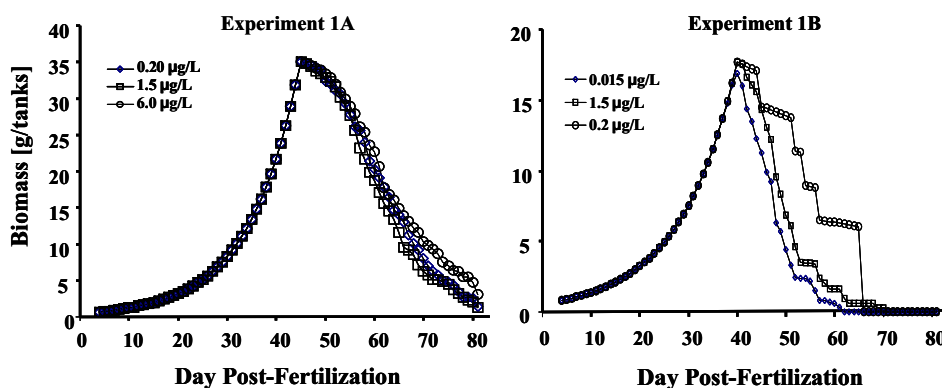 Experiment 1A
Biomass [g/tanks]
40
35
30
25
20
15
10
5
0
0.20 µg/L
1.5 µg/L
6.0 µg/L
0 10 20 30 40 50 60 70 80
Day Post-Fertilization
Experiment 1B
20
15
10
5
0
0.015 µg/L
1.5 µg/L
0.2 µg/L
0 10 20 30 40 50 60 70 80
Day Post-Fertilization